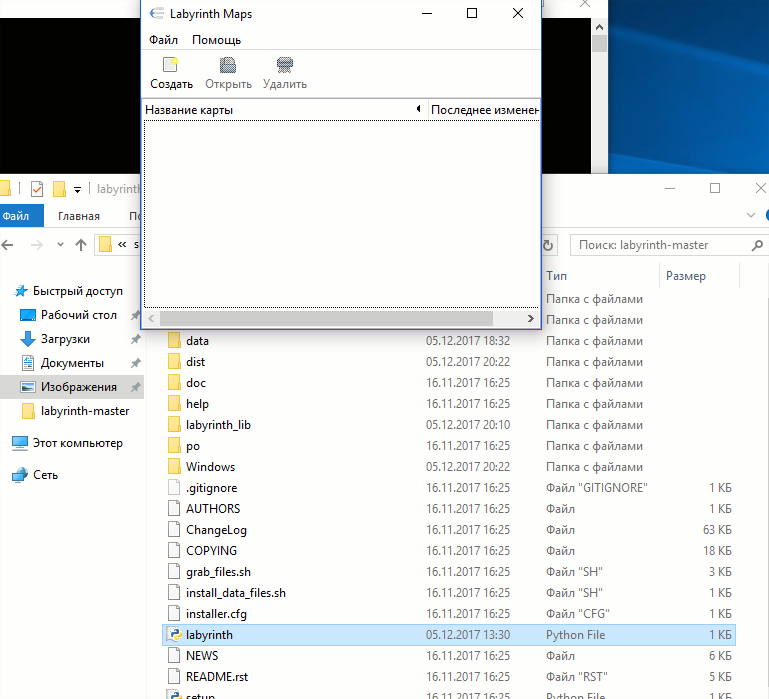 Labyrinth Maps
Файл Помощь
Создать Открыть Удалить
Название карты Последнее изменен
labyrinth
Файл Главная
« s
Поиск: labyrinth-master
Тип Размер
Быстрый доступ
Рабочий стол
Загрузки
Документы
Изображения
labyrinth-master
Этот компьютер
Сеть
Папка с файлами
Папка с файлами
data 05.12.2017 18:32 Папка с файлами
dist 05.12.2017 20:22 Папка с файлами
doc 16.11.2017 16:25 Папка с файлами
help 16.11.2017 16:25 Папка с файлами
labyrinth_lib 05.12.2017 20:10 Папка с файлами
po 16.11.2017 16:25 Папка с файлами
Windows 05.12.2017 20:22 Папка с файлами
.gitignore 16.11.2017 16:25 Файл "GITIGNORE" 1 КБ
AUTHORS 16.11.2017 16:25 Файл 1 КБ
ChangeLog 16.11.2017 16:25 Файл 63 КБ
COPYING 16.11.2017 16:25 Файл 18 КБ
grab_files.sh 16.11.2017 16:25 Файл "SH" 3 КБ
install_data_files.sh 16.11.2017 16:25 Файл "SH" 1 КБ
installer.cfg 16.11.2017 16:25 Файл "CFG" 1 КБ
labyrinth 05.12.2017 13:30 Python File 1 КБ
NEWS 16.11.2017 16:25 Файл 6 КБ
README.rst 16.11.2017 16:25 Файл "RST" 5 КБ
setup 16.11.2017 16:25 Python File 1 КБ